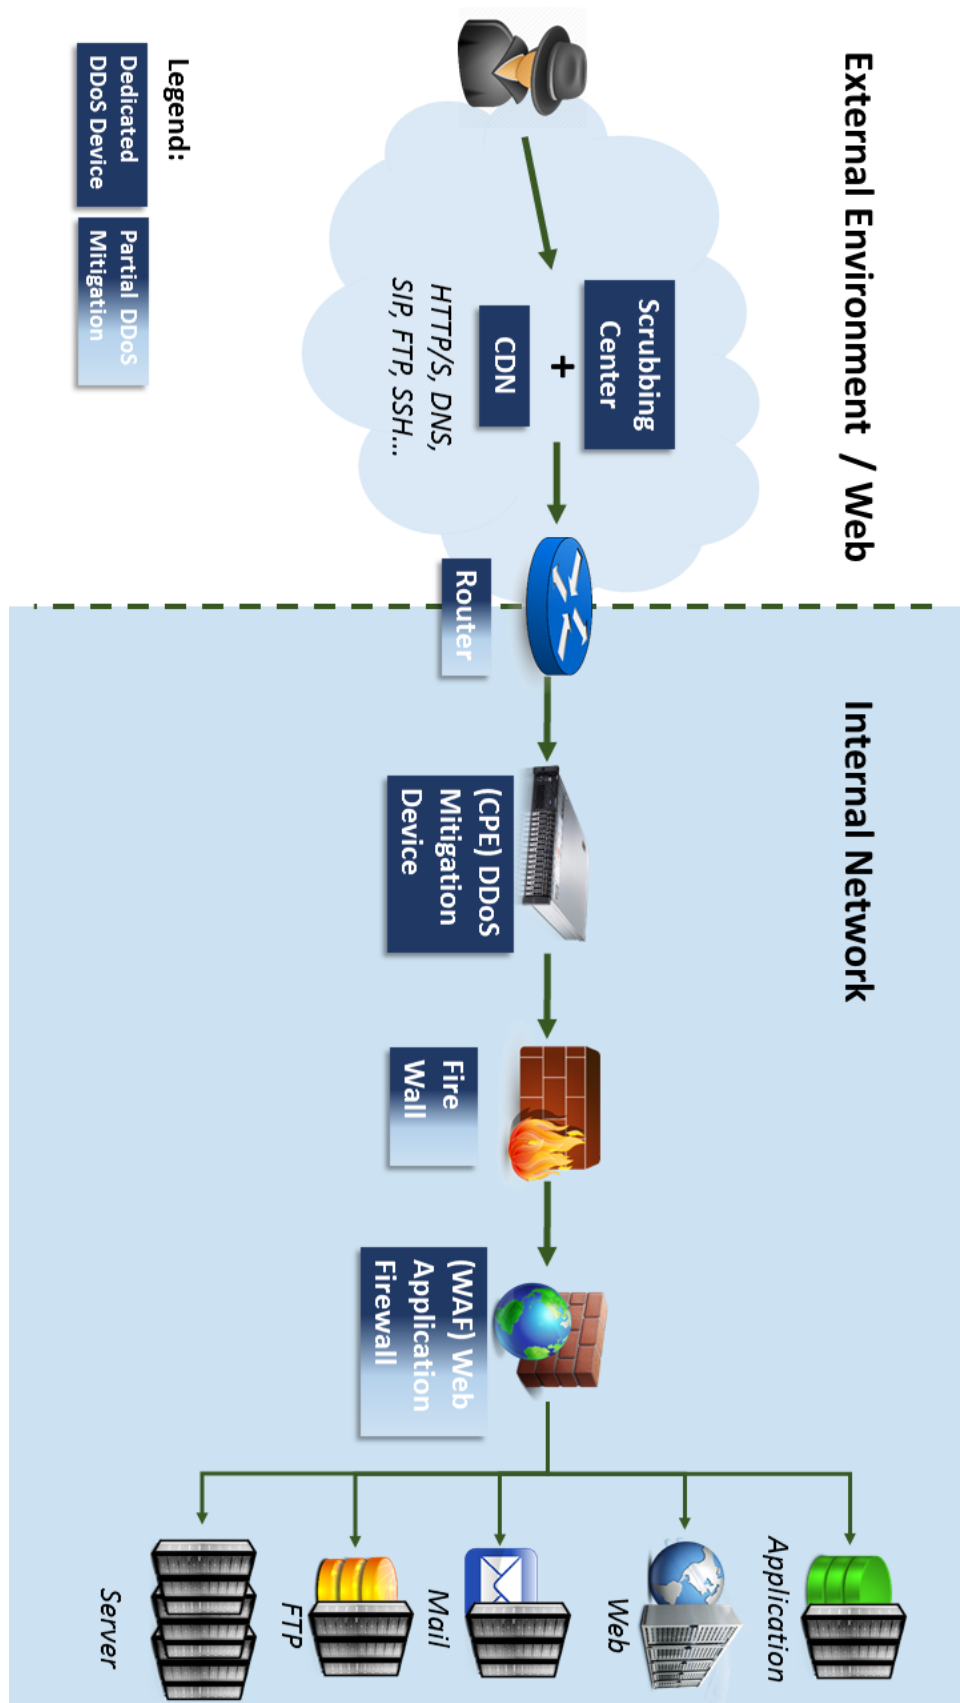 External Environment / Web
Internal Network
Scrubbing
Center
+
CDN
HTTP/S, DNS,
SIP, FTP, SSH...
Router
(CPE) DDoS
Mitigation
Device
Fire
Wall
(WAF) Web
Application
Firewall
Application
Web
Mail
FTP
Server
Legend:
Dedicated
DDoS Device
Partial DDoS
Mitigation